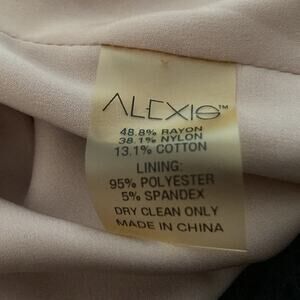 ALEXIS™
48.8% RAYON
38.1% NYLON
13.1% COTTON
LINING:
95% POLYESTER
5% SPANDEX
DRY CLEAN ONLY
MADE IN CHINA